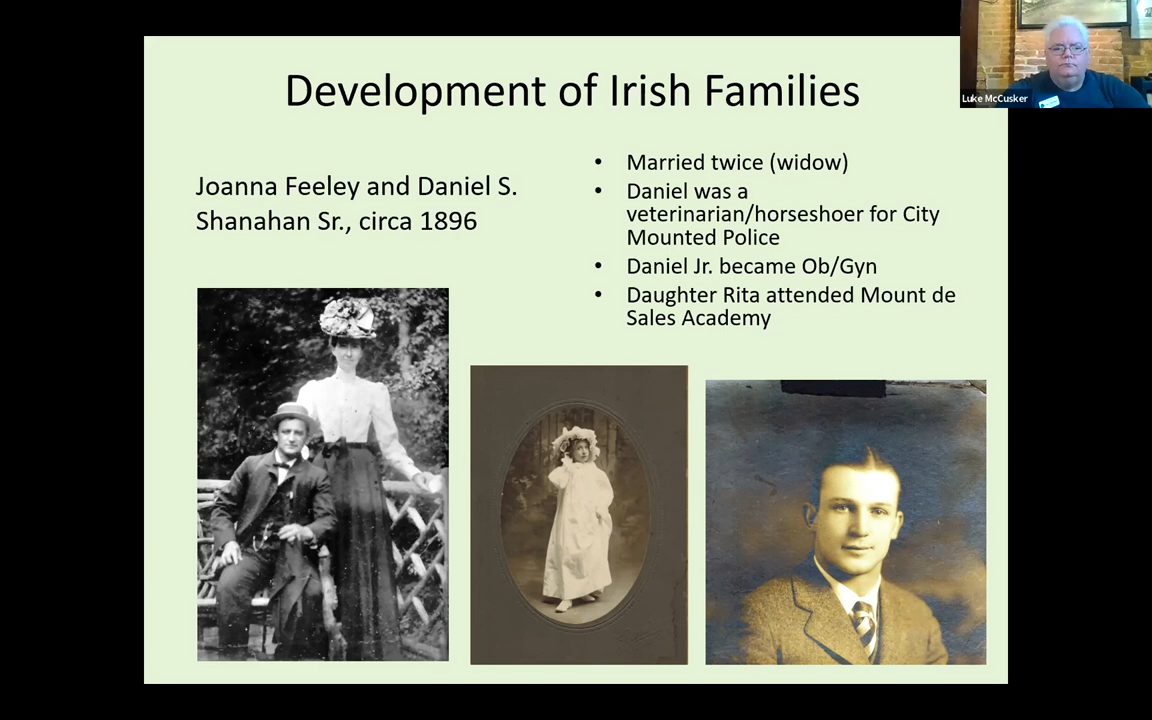 Development of Irish Families
Luke McCusker
Joanna Feeley and Daniel S.
Shanahan Sr., circa 1896
• Married twice (widow)
• Daniel was a
veterinarian/horseshoer for City
Mounted Police
• Daniel Jr. became Ob/Gyn
• Daughter Rita attended Mount de
Sales Academy